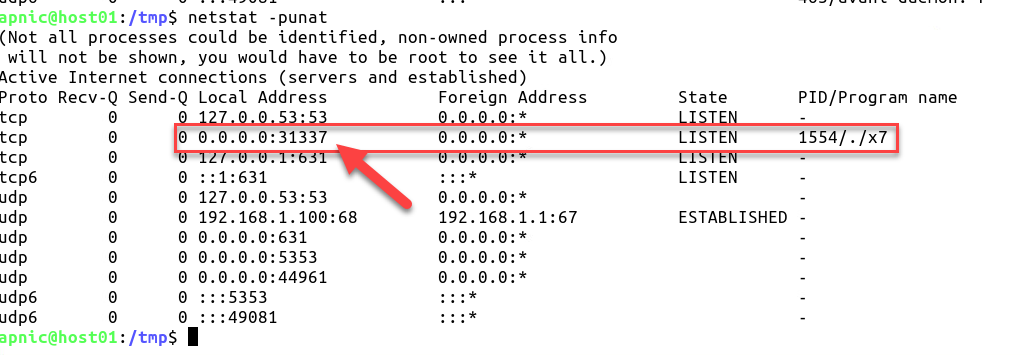 apnic@host01:/tmp$ netstat -punat
(Not all processes could be identified, non-owned process info
 will not be shown, you would have to be root to see it all.)
Active Internet connections (servers and established)
Proto Recv-Q Send-Q Local Address           Foreign Address         State       PID/Program name
tcp        0      0 127.0.0.53:53           0.0.0.0:*               LISTEN      -
tcp        0      0 0.0.0.0:31337           0.0.0.0:*               LISTEN      1554/./x7
tcp        0      0 127.0.0.1:631           0.0.0.0:*               LISTEN      -
tcp6       0      0 ::1:631                 :::*                    LISTEN      -
udp        0      0 127.0.0.53:53           0.0.0.0:*                           -
udp        0      0 192.168.1.100:68        192.168.1.1:67          ESTABLISHED -
udp        0      0 0.0.0.0:631             0.0.0.0:*                           -
udp        0      0 0.0.0.0:5353            0.0.0.0:*                           -
udp        0      0 0.0.0.0:44961           0.0.0.0:*                           -
udp6       0      0 :::5353                 :::*                                -
udp6       0      0 :::49081                :::*                                -
apnic@host01:/tmp$